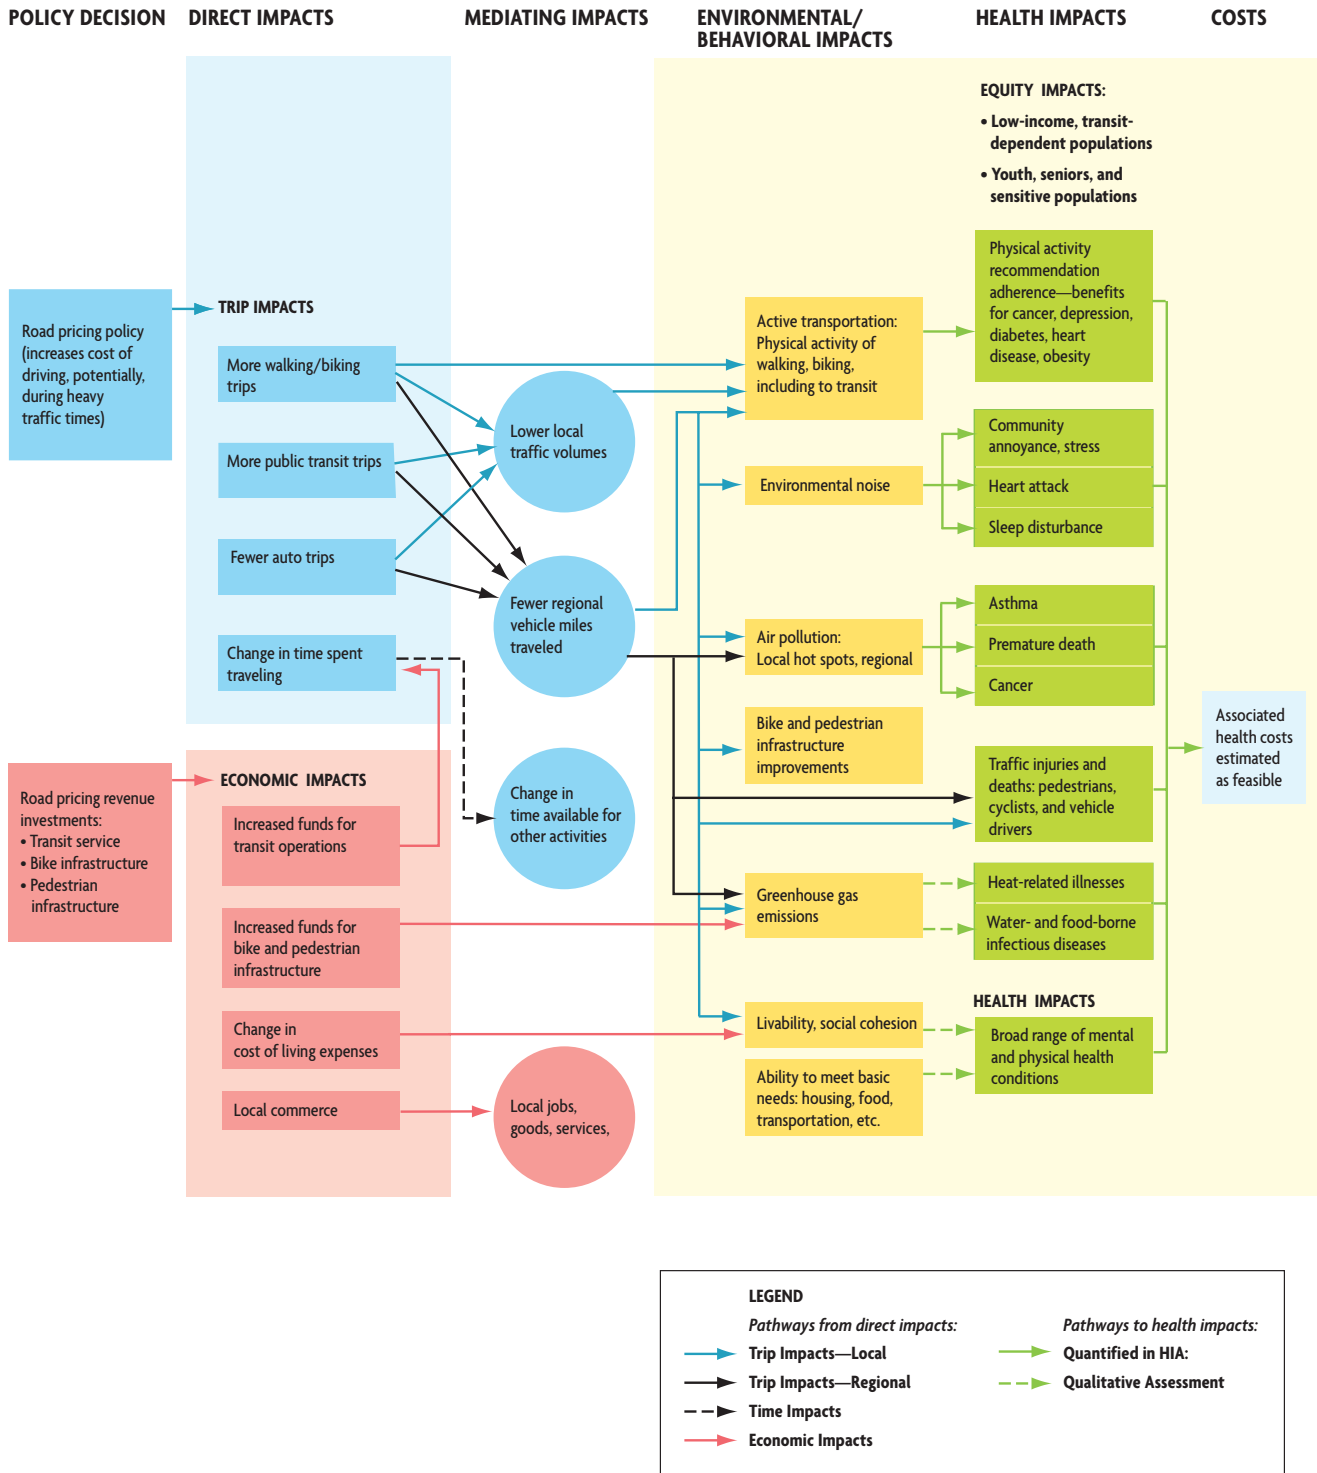 POLICY DECISION
DIRECT IMPACTS
MEDIATING IMPACTS
ENVIRONMENTAL/
BEHAVIORAL IMPACTS
HEALTH IMPACTS
COSTS
Road pricing policy
(increases cost of
driving, potentially,
during heavy
traffic times)
Road pricing revenue
investments:
• Transit service
• Bike infrastructure
• Pedestrian
infrastructure
TRIP IMPACTS
More walking/biking
trips
More public transit trips
Fewer auto trips
Change in time spent
traveling
ECONOMIC IMPACTS
Increased funds for
transit operations
Increased funds for
bike and pedestrian
infrastructure
Change in
cost of living expenses
Local commerce
Lower local
traffic volumes
Fewer regional
vehicle miles
traveled
Change in
time available for
other activities
Local jobs,
goods, services,
Active transportation:
Physical activity of
walking, biking,
including to transit
Environmental noise
Air pollution:
Local hot spots, regional
Bike and pedestrian
infrastructure
improvements
Greenhouse gas
emissions
Livability, social cohesion
Ability to meet basic
needs: housing, food,
transportation, etc.
EQUITY IMPACTS:
• Low-income, transit-
dependent populations
• Youth, seniors, and
sensitive populations
Physical activity
recommendation
adherence—benefits
for cancer, depression,
diabetes, heart
disease, obesity
Community
annoyance, stress
Heart attack
Sleep disturbance
Asthma
Premature death
Cancer
Traffic injuries and
deaths: pedestrians,
cyclists, and vehicle
drivers
Heat-related illnesses
Water- and food-borne
infectious diseases
HEALTH IMPACTS
Broad range of mental
and physical health
conditions
Associated
health costs
estimated
as feasible
LEGEND
Pathways from direct impacts:
Trip Impacts—Local
Trip Impacts—Regional
Time Impacts
Economic Impacts
Pathways to health impacts:
Quantified in HIA:
Qualitative Assessment